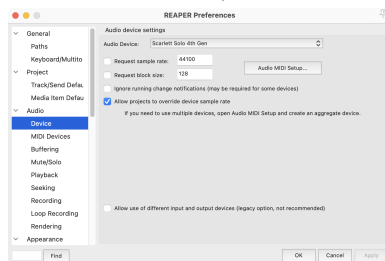 REAPER Preferences
General
Paths
Keyboard/Multito
Project
Track/Send Defau
Media Item Defau
Audio
Device
MIDI Devices
Buffering
Mute/Solo
Playback
Seeking
Recording
Loop Recording
Rendering
Appearance
Find
Audio device settings
Audio Device: Scarlett Solo 4th Gen
Request sample rate: 44100
Audio MIDI Setup...
Request block size: 128
Ignore running change notifications (may be required for some devices)
Allow projects to override device sample rate
If you need to use multiple devices, open Audio MIDI Setup and create an aggregate device.
Allow use of different input and output devices (legacy option, not recommended)
OK Cancel Apply